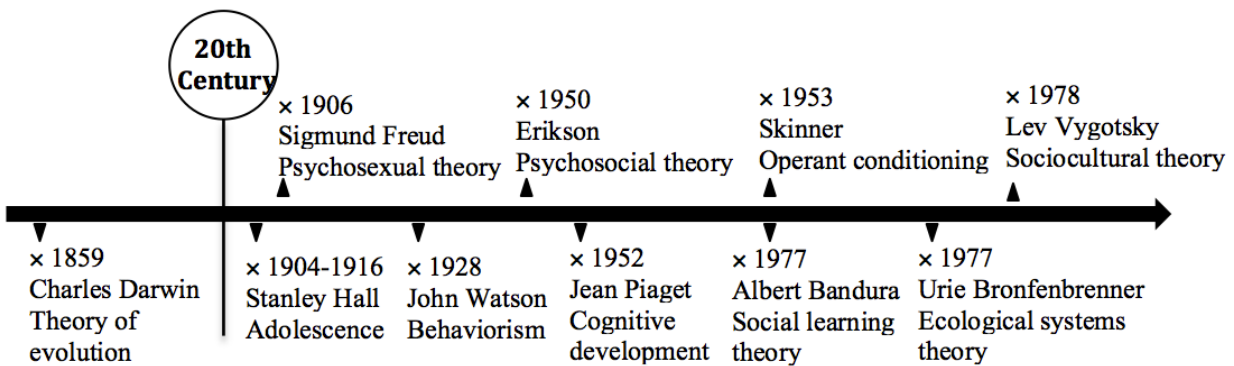 20th
Century
× 1906
Sigmund Freud
Psychosexual theory
× 1950
Erikson
Psychosocial theory
× 1953
Skinner
Operant conditioning
× 1978
Lev Vygotsky
Sociocultural theory
× 1859
Charles Darwin
Theory of
evolution
× 1904-1916
Stanley Hall
Adolescence
× 1928
John Watson
Behaviorism
× 1952
Jean Piaget
Cognitive
development
× 1977
Albert Bandura
Social learning
theory
× 1977
Urie Bronfenbrenner
Ecological systems
theory